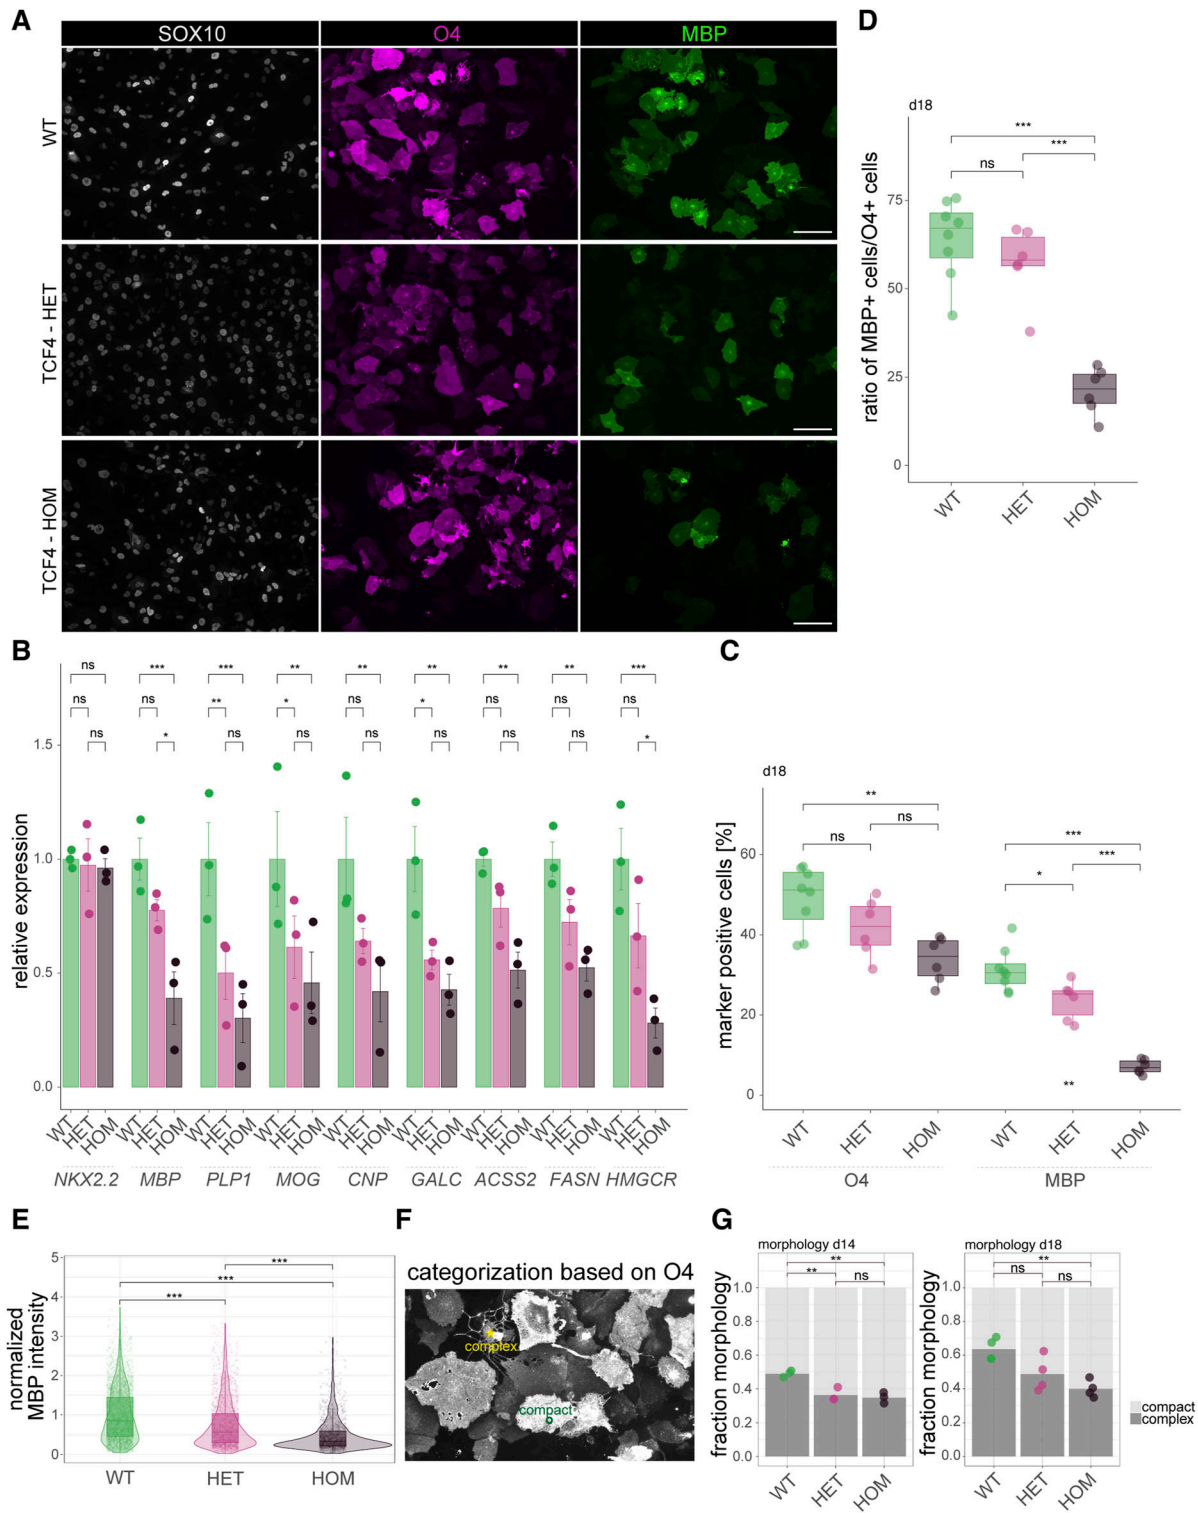 A
SOX10 O4 MBP
WT
TCF4 - HET
TCF4 - HOM
D
d18
*** 
***
ns
ratio of MBP+ cells/O4+ cells
75
50
25
0
WT HET HOM
B
ns *** *** ** ** ** ** ** ***
ns ns ** * ns * ns ns ns
ns * ns ns ns ns ns ns *
relative expression
1.5
1.0
0.5
0.0
WT HET HOM WT HET HOM WT HET HOM WT HET HOM WT HET HOM WT HET HOM WT HET HOM WT HET HOM WT HET HOM
NKX2.2 MBP PLP1 MOG CNP GALC ACSS2 FASN HMGCR
C
d18
**
ns ns
***
***
*
marker positive cells [%]
60
40
20
0
**
WT HET HOM WT HET HOM
O4 MBP
E
normalized
MBP intensity
5
4
3
2
1
0
***
***
***
WT HET HOM
F
categorization based on O4
complex
compact
G
morphology d14
**
** ns
fraction morphology
1.0
0.8
0.6
0.4
0.2
0.0
WT HET HOM
morphology d18
**
ns ns
fraction morphology
1.0
0.8
0.6
0.4
0.2
0.0
WT HET HOM
compact
complex